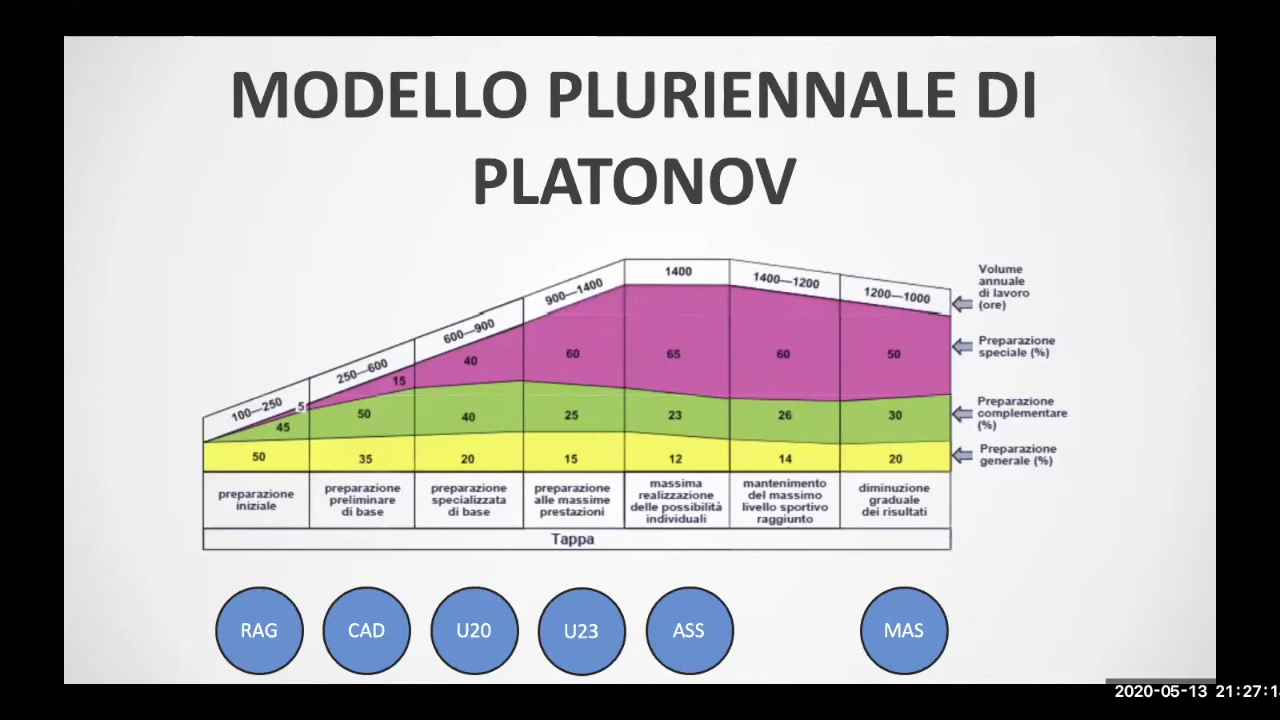 MODELLO PLURIENNALE DI
PLATONOV
Volume
annuale
di lavoro
(ore)
100—250
250—600
600—900
900—1400
1400
1400—1200
1200—1000
Preparazione
speciale (%)
5
15
40
60
65
60
50
Preparazione
complementare
(%)
45
50
40
25
23
26
30
Preparazione
generale (%)
50
35
20
15
12
14
20
preparazione
iniziale
preparazione
preliminare
di base
preparazione
specializzata
di base
preparazione
alle massime
prestazioni
massima
realizzazione
delle possibilità
individuali
mantenimento
del massimo
livello sportivo
raggiunto
diminuzione
graduale
dei risultati
Tappa
RAG
CAD
U20
U23
ASS
MAS
2020-05-13 21:27:1